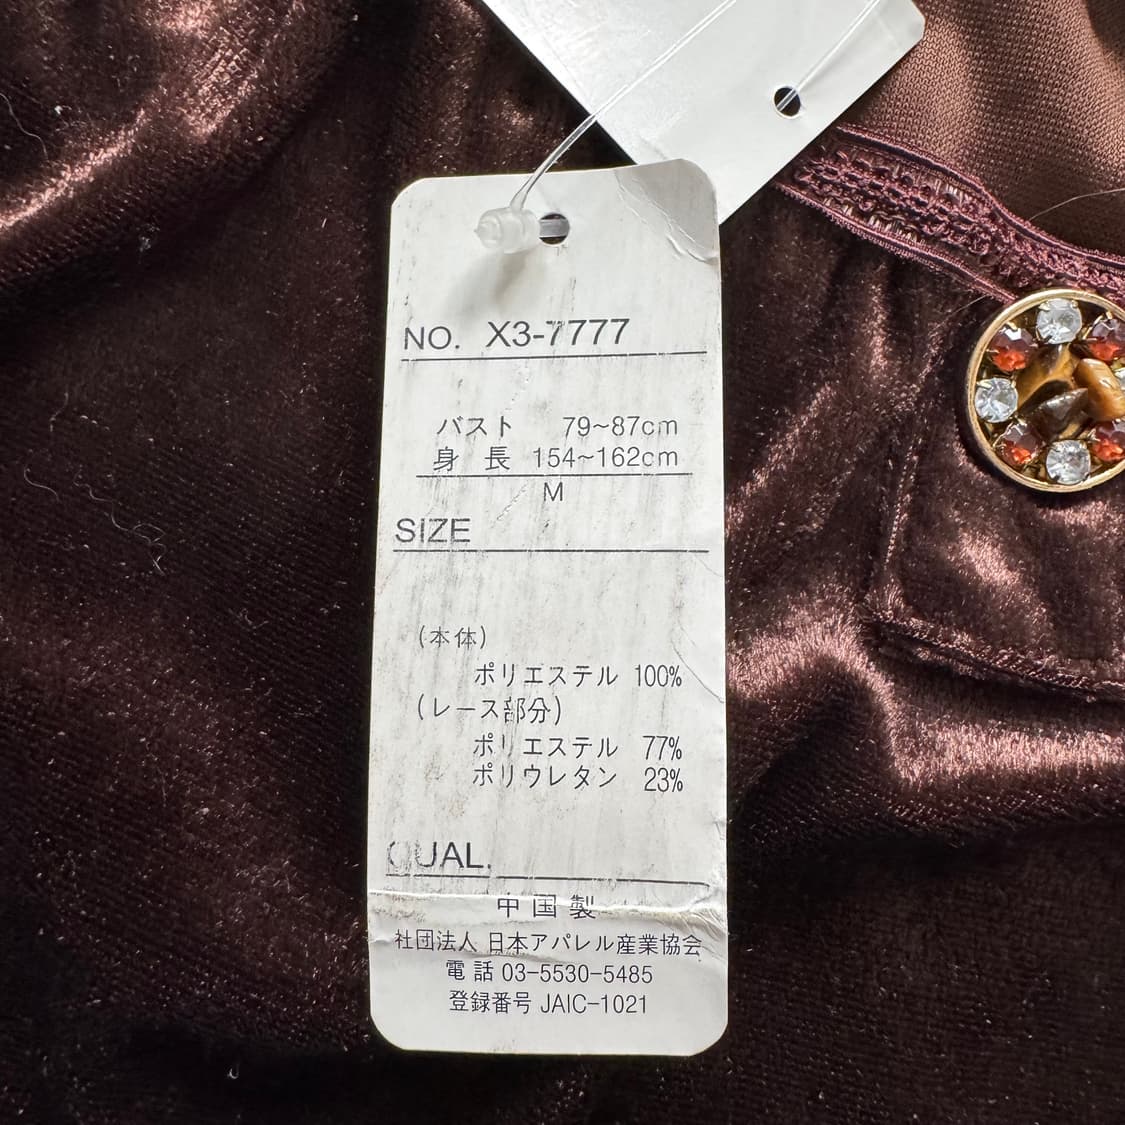 NO. X3-7777
バスト 79~87cm
身長 154~162cm
M
SIZE
(本体)
ポリエステル 100%
(レース部分)
ポリエステル 77%
ポリウレタン 23%
QUAL.
中国製
社団法人 日本アパレル産業協会
電話 03-5530-5485
登録番号 JAIC-1021